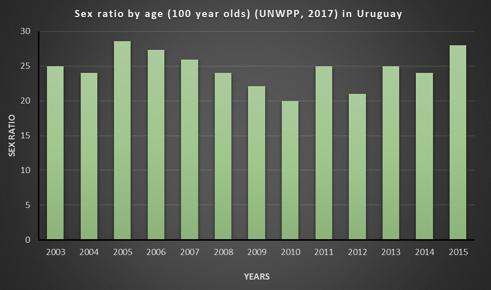 Sex ratio by age (100 year olds) (UNWPP, 2017) in Uruguay
30
25
20
15
10
5
0
SEX RATIO
2003 2004 2005 2006 2007 2008 2009 2010 2011 2012 2013 2014 2015
YEARS